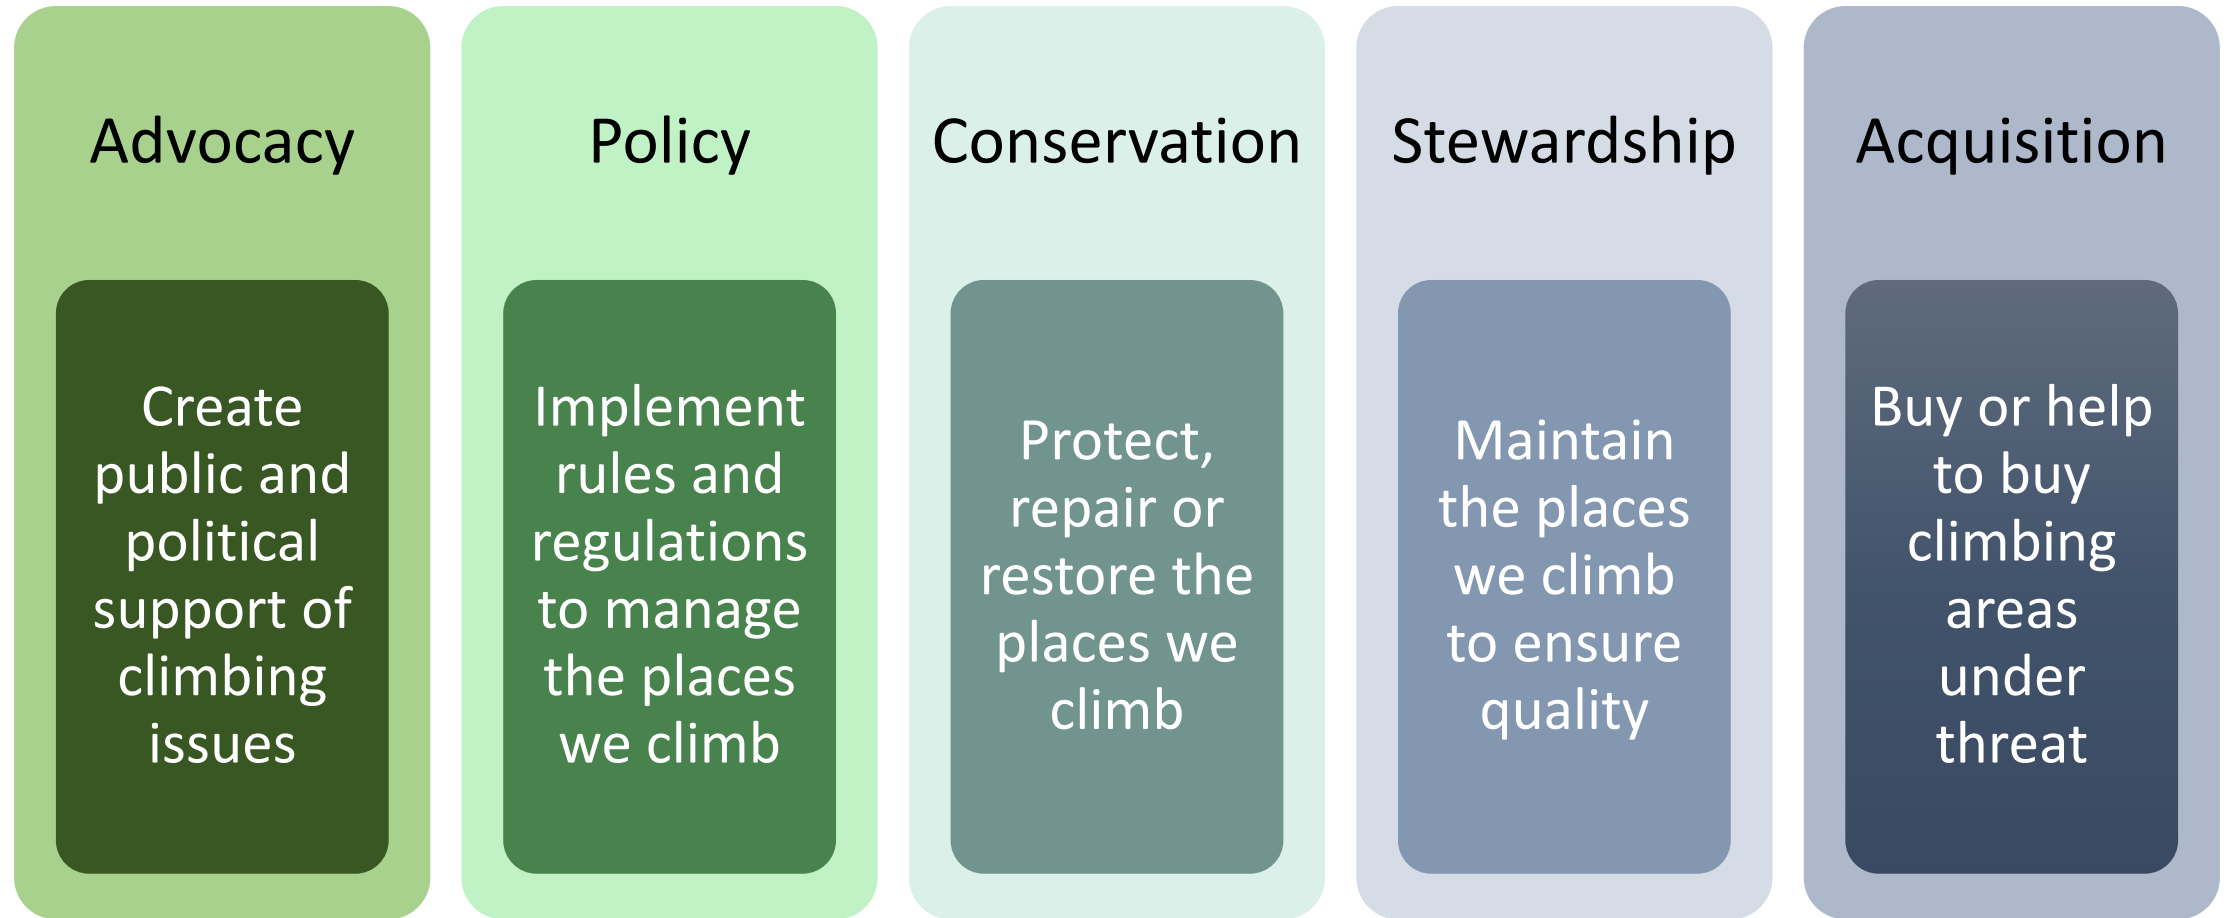 Advocacy
Create
public and
political
support of
climbing
issues
Policy
Implement
rules and
regulations
to manage
the places
we climb
Conservation
Protect,
repair or
restore the
places we
climb
Stewardship
Maintain
the places
we climb
to ensure
quality
Acquisition
Buy or help
to buy
climbing
areas
under
threat